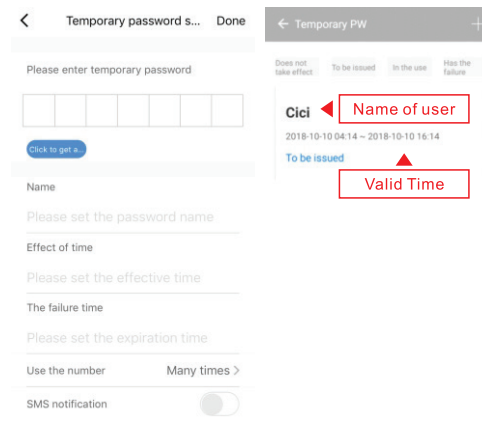 Temporary password s... Done
Please enter temporary password
Click to get a...
Name
Please set the password name
Effect of time
Please set the effective time
The failure time
Please set the expiration time
Use the number Many times >
SMS notification
Temporary PW
Does not
take effect
To be issued
In the use
Has the
failure
Cici
Name of user
2018-10-10 04:14 ~ 2018-10-10 16:14
To be issued
Valid Time